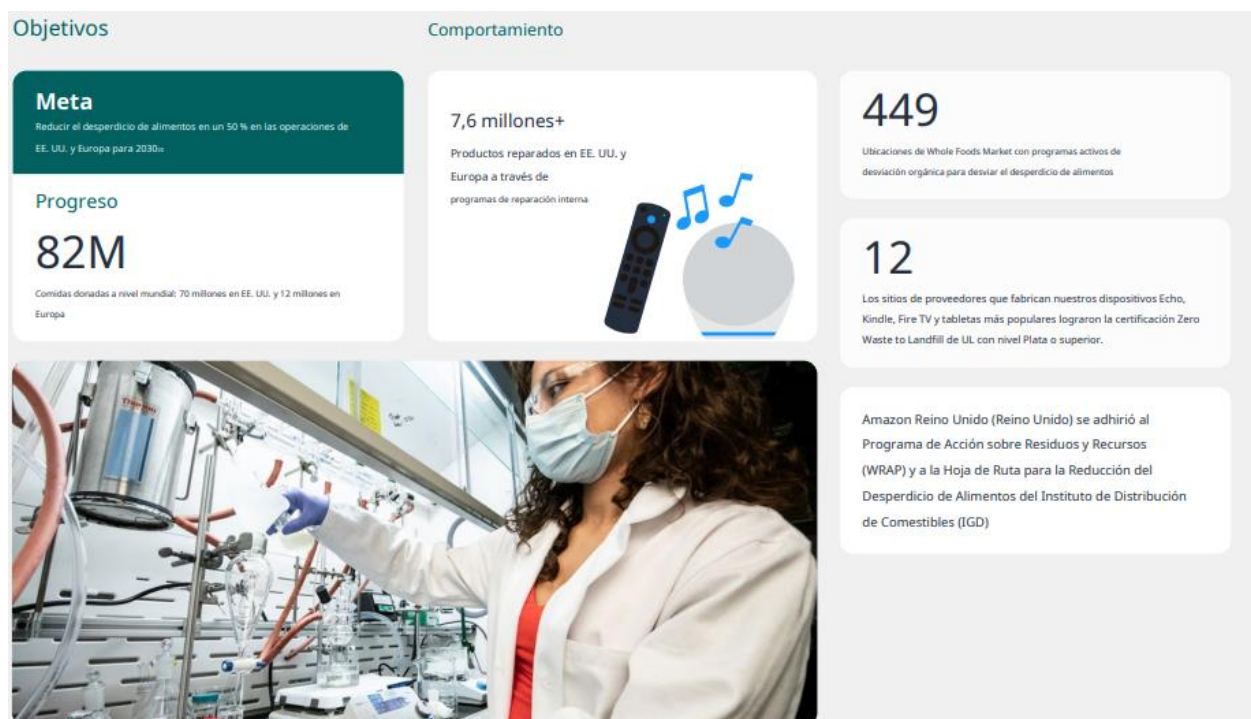 Objetivos
Comportamiento
Meta
Reducir el desperdicio de alimentos en un 50 % en las operaciones de
EE. UU. y Europa para 2030
Progreso
82M
Comidas donadas a nivel mundial: 70 millones en EE. UU. y 12 millones en
Europa
7,6 millones+
Productos reparados en EE. UU. y
Europa a través de
programas de reparación interna
449
Ubicaciones de Whole Foods Market con programas activos de
desviación orgánica para desviar el desperdicio de alimentos
12
Los sitios de proveedores que fabrican nuestros dispositivos Echo,
Kindle, Fire TV y tabletas más populares lograron la certificación Zero
Waste to Landfill de UL con nivel Plata o superior.
Amazon Reino Unido (Reino Unido) se adhirió al
Programa de Acción sobre Residuos y Recursos
(WRAP) y a la Hoja de Ruta para la Reducción del
Desperdicio de Alimentos del Instituto de Distribución
de Comestibles (IGD)